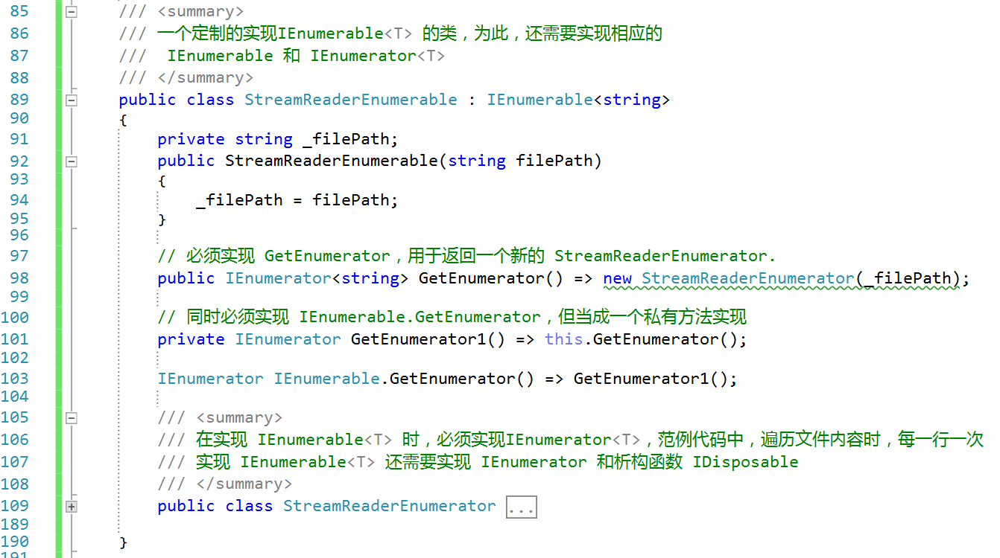 85 /// <summary>
86 /// 一个定制的实现IEnumerable<T> 的类，为此，还需要实现相应的
87 ///  IEnumerable 和 IEnumerator<T>
88 /// </summary>
89 public class StreamReaderEnumerable : IEnumerable<string>
90 {
91 private string _filePath;
92 public StreamReaderEnumerable(string filePath)
93 {
94 _filePath = filePath;
95 }
96
97 // 必须实现 GetEnumerator，用于返回一个新的 StreamReaderEnumerator.
98 public IEnumerator<string> GetEnumerator() => new StreamReaderEnumerator(_filePath);
99
100 // 同时必须实现 IEnumerable.GetEnumerator，但当成一个私有方法实现
101 private IEnumerator GetEnumerator1() => this.GetEnumerator();
102
103 IEnumerator IEnumerable.GetEnumerator() => GetEnumerator1();
104
105 /// <summary>
106 /// 在实现 IEnumerable<T> 时，必须实现IEnumerator<T>，范例代码中，遍历文件内容时，每一行一次
107 /// 实现 IEnumerable<T> 还需要实现 IEnumerator 和析构函数 IDisposable
108 /// </summary>
109 public class StreamReaderEnumerator ...
189
190 }
191